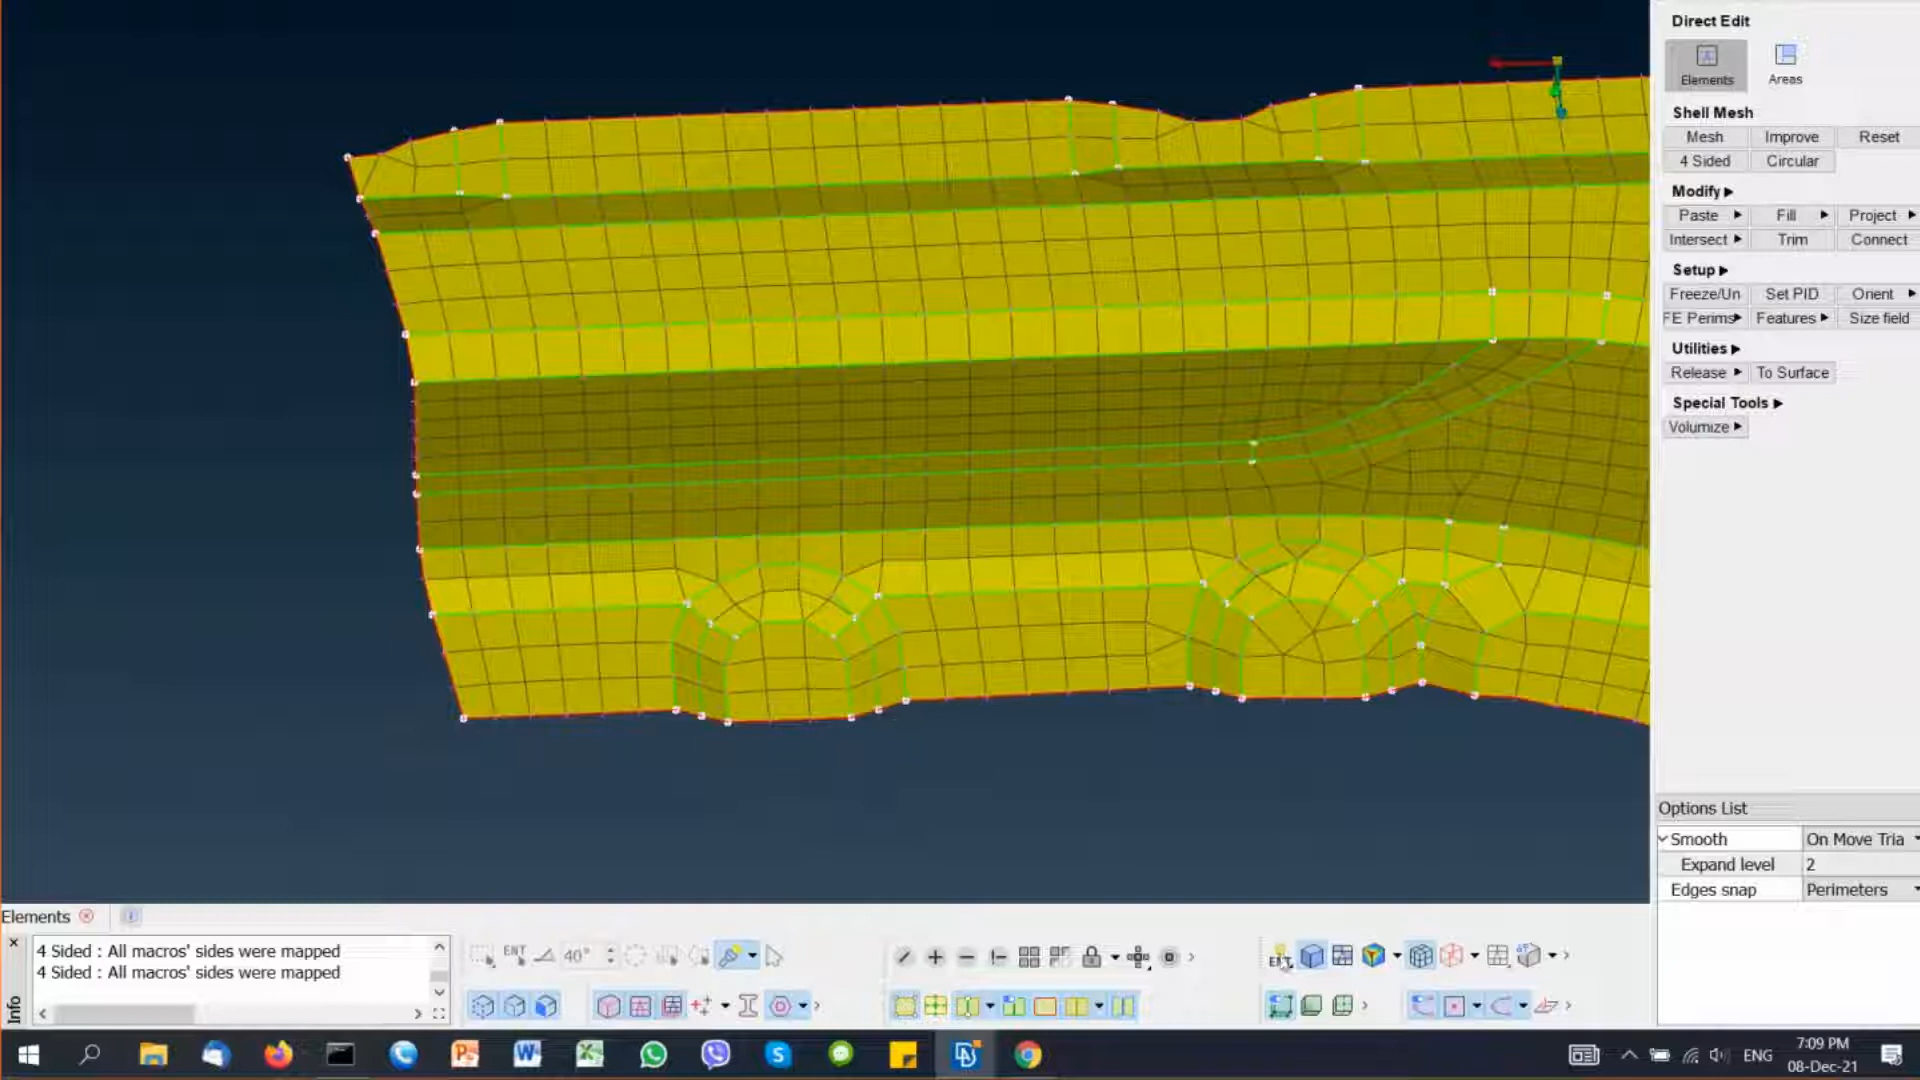 Direct Edit
Elements
Areas
Shell Mesh
Mesh
Improve
Reset
4 Sided
Circular
Modify
Paste
Fill
Project
Intersect
Trim
Connect
Setup
Freeze/Un
Set PID
Orient
FE Perims
Features
Size field
Utilities
Release
To Surface
Special Tools
Volumize
Options List
Smooth
On Move Tria
Expand level
2
Edges snap
Perimeters
Elements
4 Sided : All macros' sides were mapped
4 Sided : All macros' sides were mapped
Info
ENT
40°
ENT
ENG
7:09 PM
08-Dec-21